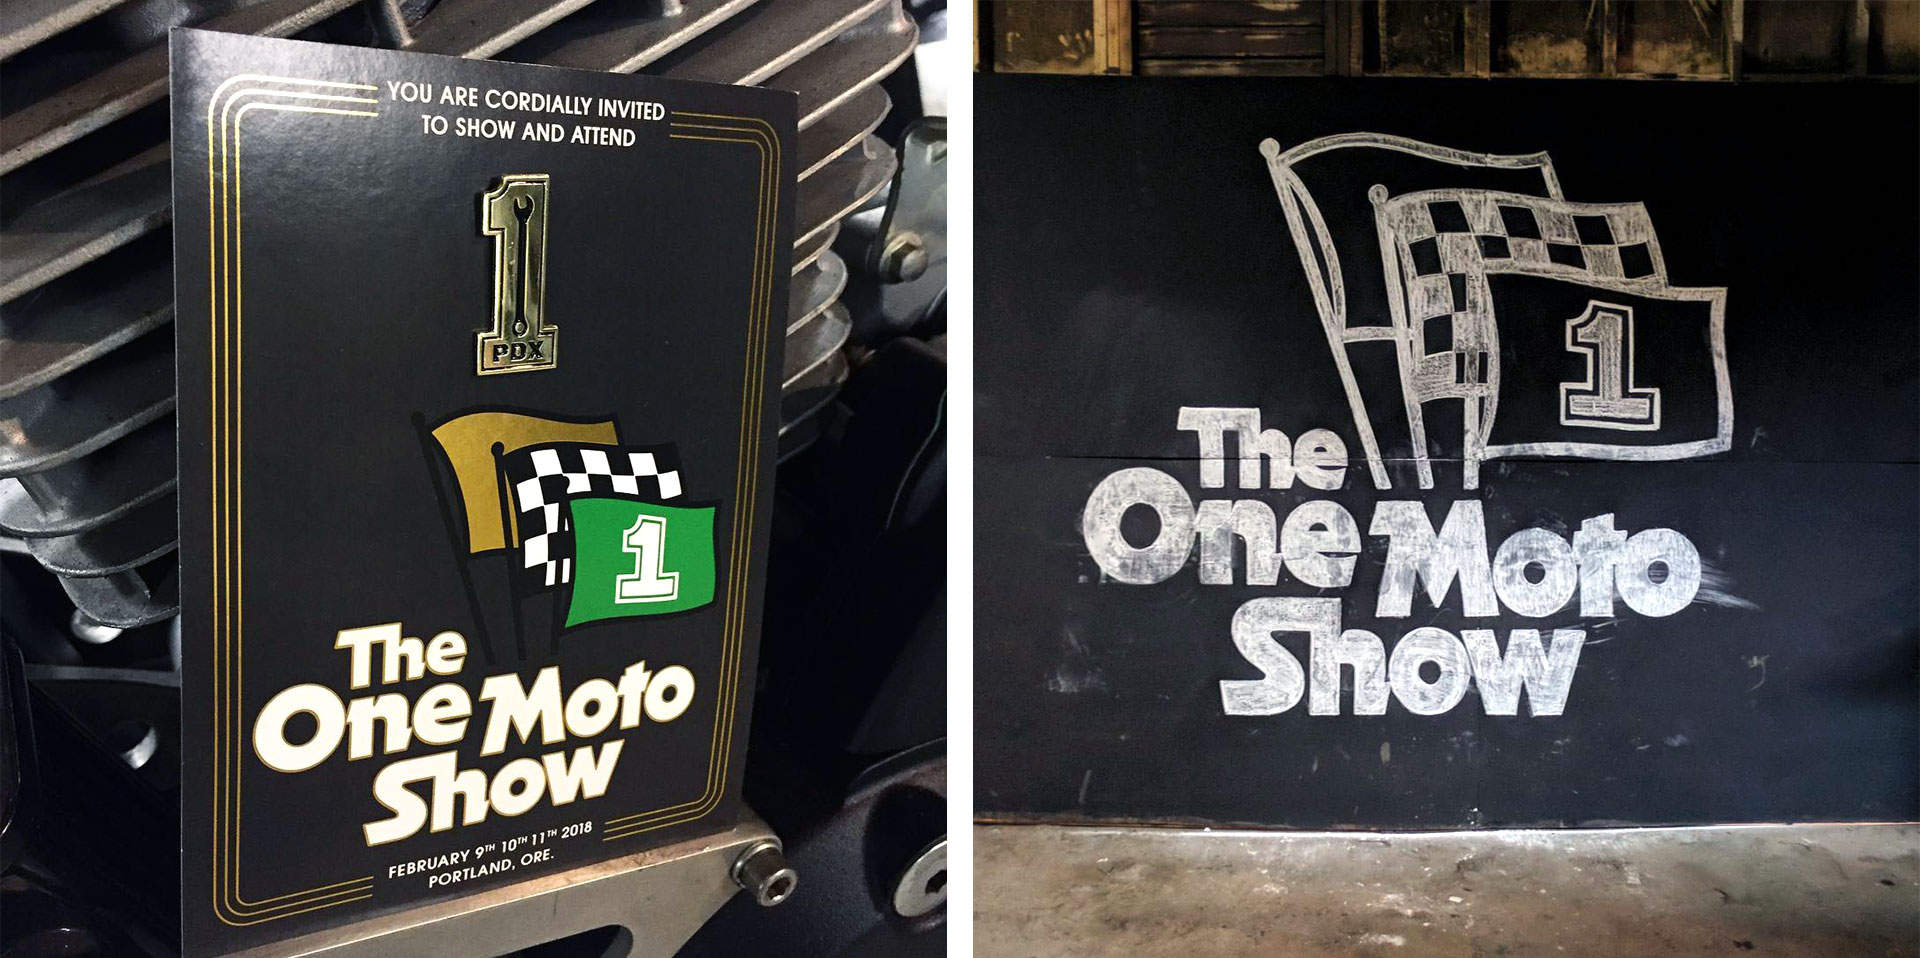 YOU ARE CORDIALLY INVITED
TO SHOW AND ATTEND
1
PDX
1
The
One Moto
Show
FEBRUARY 9TH 10TH 11TH 2018
PORTLAND, ORE.
1
The
One Moto
Show